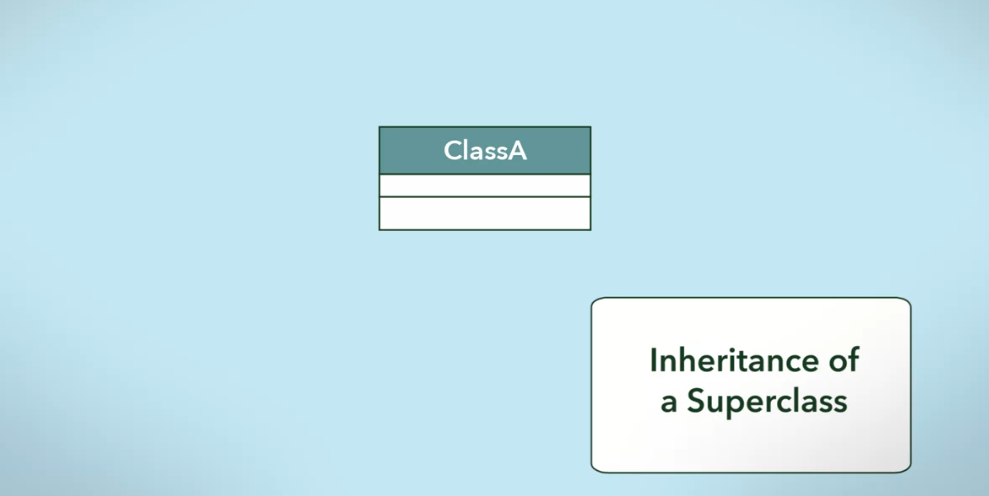 ClassA
Inheritance of
a Superclass